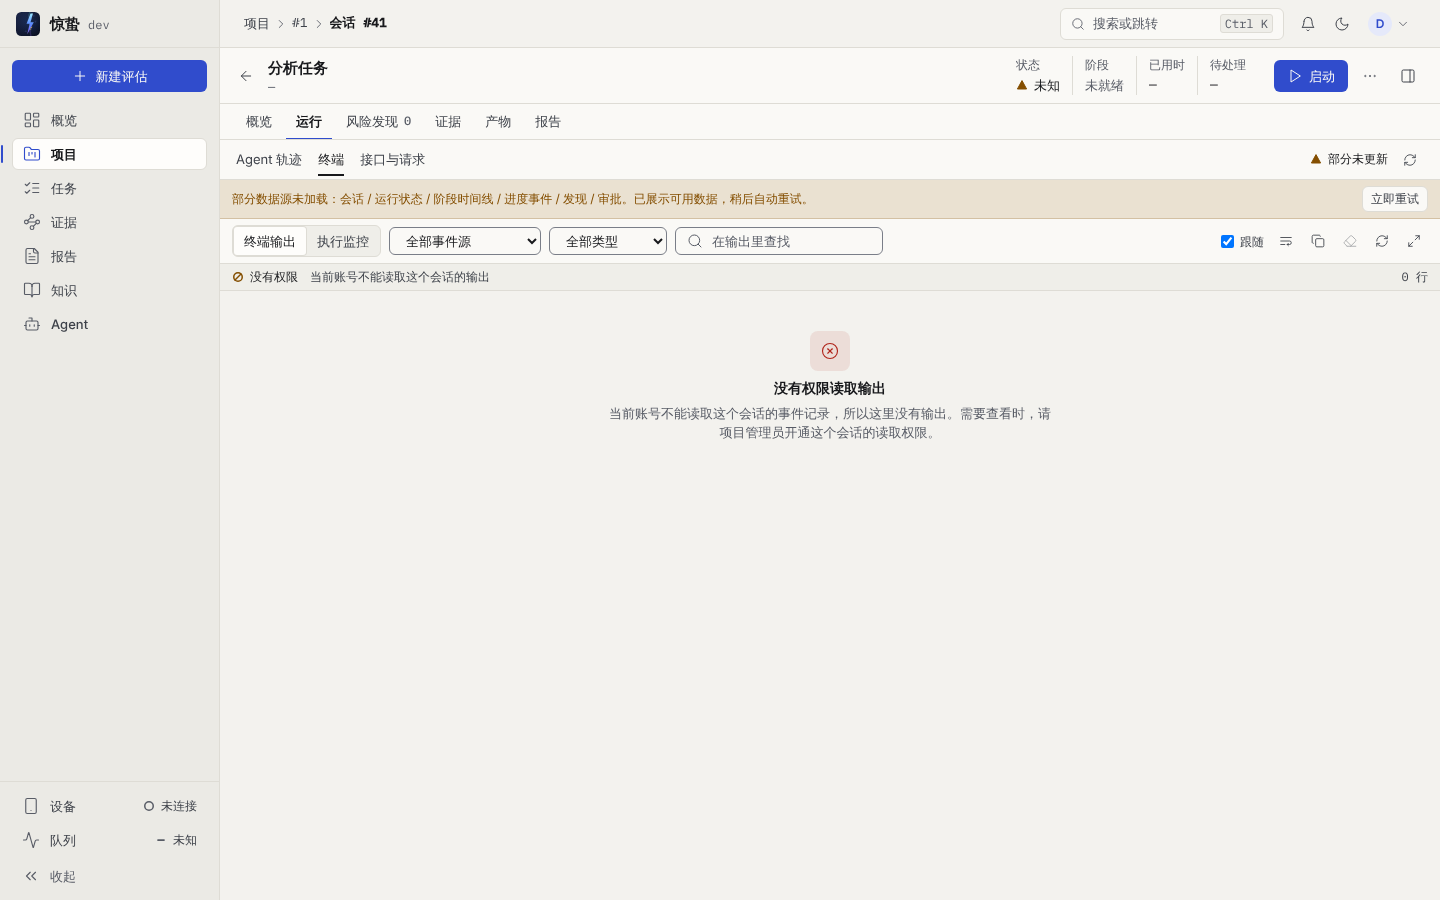 惊蛰 dev
项目 #1 会话 #41
搜索或跳转 Ctrl K
D
新建评估
概览
项目
任务
证据
报告
知识
Agent
设备 未连接
队列 — 未知
收起
分析任务
—
状态
未知
阶段
未就绪
已用时
—
待处理
—
启动
概览 运行 风险发现 0 证据 产物 报告
Agent 轨迹 终端 接口与请求
部分未更新
部分数据源未加载：会话 / 运行状态 / 阶段时间线 / 进度事件 / 发现 / 审批。已展示可用数据，稍后自动重试。
立即重试
终端输出 执行监控 全部事件源 全部类型 在输出里查找
跟随
没有权限 当前账号不能读取这个会话的输出
0 行
没有权限读取输出
当前账号不能读取这个会话的事件记录，所以这里没有输出。需要查看时，请
项目管理员开通这个会话的读取权限。